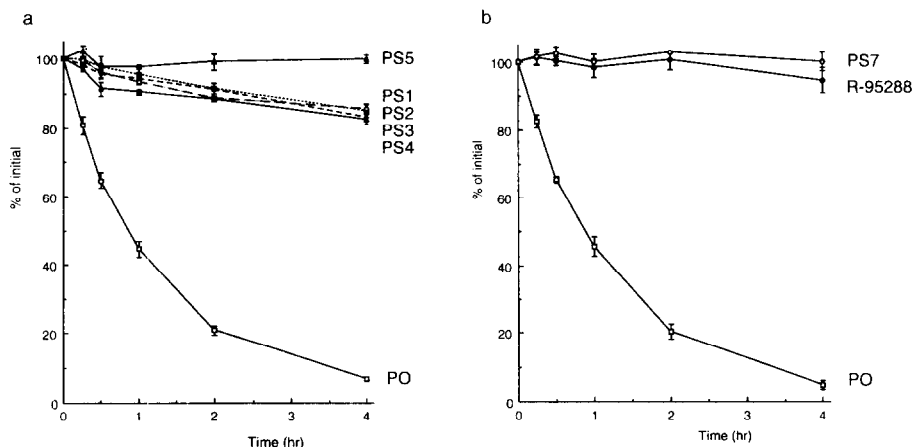 a
% of initial
100
80
60
40
20
0
0
1
2
3
4
Time (hr)
PS5
PS1
PS2
PS3
PS4
PO
b
% of initial
100
80
60
40
20
0
0
1
2
3
4
Time (hr)
PS7
R-95288
PO